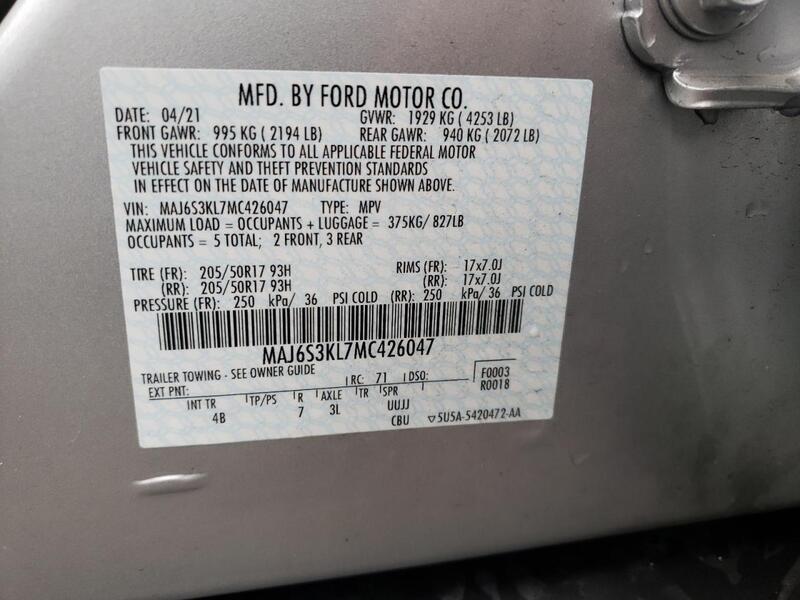 MFD. BY FORD MOTOR CO.
DATE: 04/21 GVWR: 1929 KG ( 4253 LB)
FRONT GAWR: 995 KG ( 2194 LB) REAR GAWR: 940 KG ( 2072 LB)
THIS VEHICLE CONFORMS TO ALL APPLICABLE FEDERAL MOTOR
VEHICLE SAFETY AND THEFT PREVENTION STANDARDS
IN EFFECT ON THE DATE OF MANUFACTURE SHOWN ABOVE.
VIN: MAJ6S3KL7MC426047 TYPE: MPV
MAXIMUM LOAD = OCCUPANTS + LUGGAGE = 375KG/ 827LB
OCCUPANTS = 5 TOTAL; 2 FRONT, 3 REAR
TIRE (FR): 205/50R17 93H RIMS (FR): 17x7.0J
(RR): 205/50R17 93H (RR): 17x7.0J
PRESSURE (FR): 250 kPa/ 36 PSI COLD (RR): 250 kPa/ 36 PSI COLD
MAJ6S3KL7MC426047
TRAILER TOWING - SEE OWNER GUIDE
EXT PNT: RC: 71 DSO: F0003
R0018
INT TR TP/PS R AXLE TR SPR
4B 7 3L UUJJ
CBU 5U5A-5420472-AA